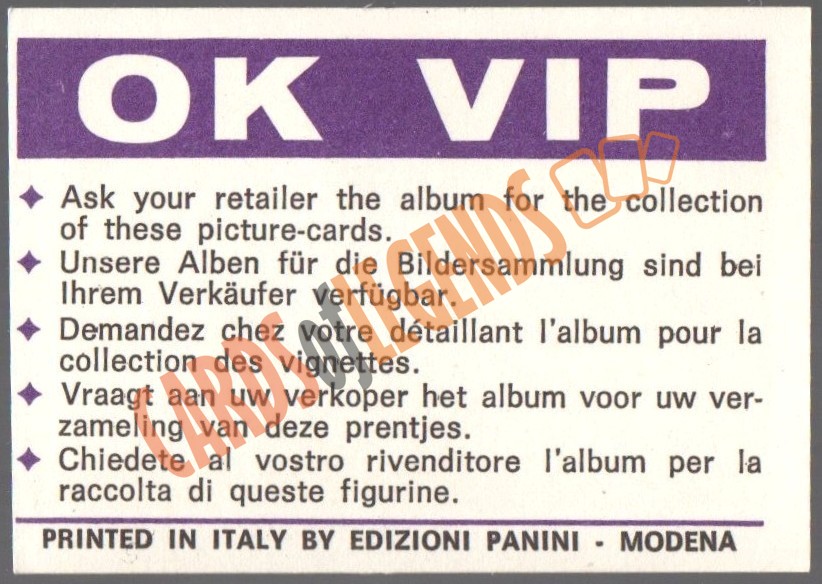 OK VIP
✦ Ask your retailer the album for the collection
of these picture-cards.
✦ Unsere Alben für die Bildersammlung sind bei
Ihrem Verkäufer verfügbar.
✦ Demandez chez votre détaillant l'album pour la
collection des vignettes.
✦ Vraagt aan uw verkoper het album voor uw ver-
zameling van deze prentjes.
✦ Chiedete al vostro rivenditore l'album per la
raccolta di queste figurine.
PRINTED IN ITALY BY EDIZIONI PANINI - MODENA
CARDS of LEGENDS